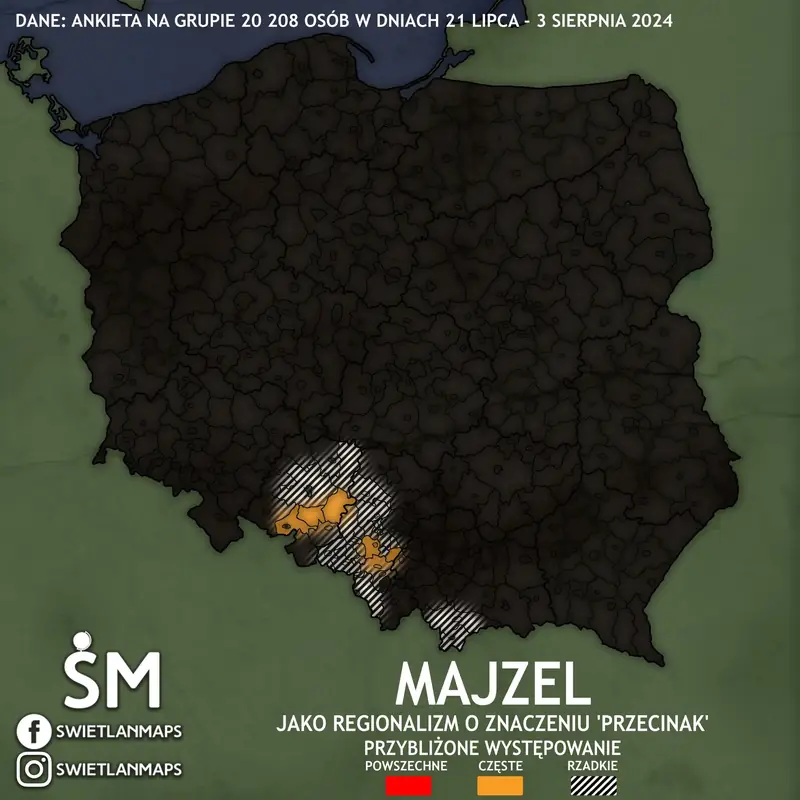 DANE: ANKIETA NA GRUPIE 20 208 OSÓB W DNIACH 21 LIPCA - 3 SIERPNIA 2024
ŚM
SWIETLANMAPS
SWIETLANMAPS
MAJZEL
JAKO REGIONALIZM O ZNACZENIU 'PRZECINAK'
PRZYBLIŻONE WYSTĘPOWANIE
POWSZECHNE CZĘSTE RZADKIE